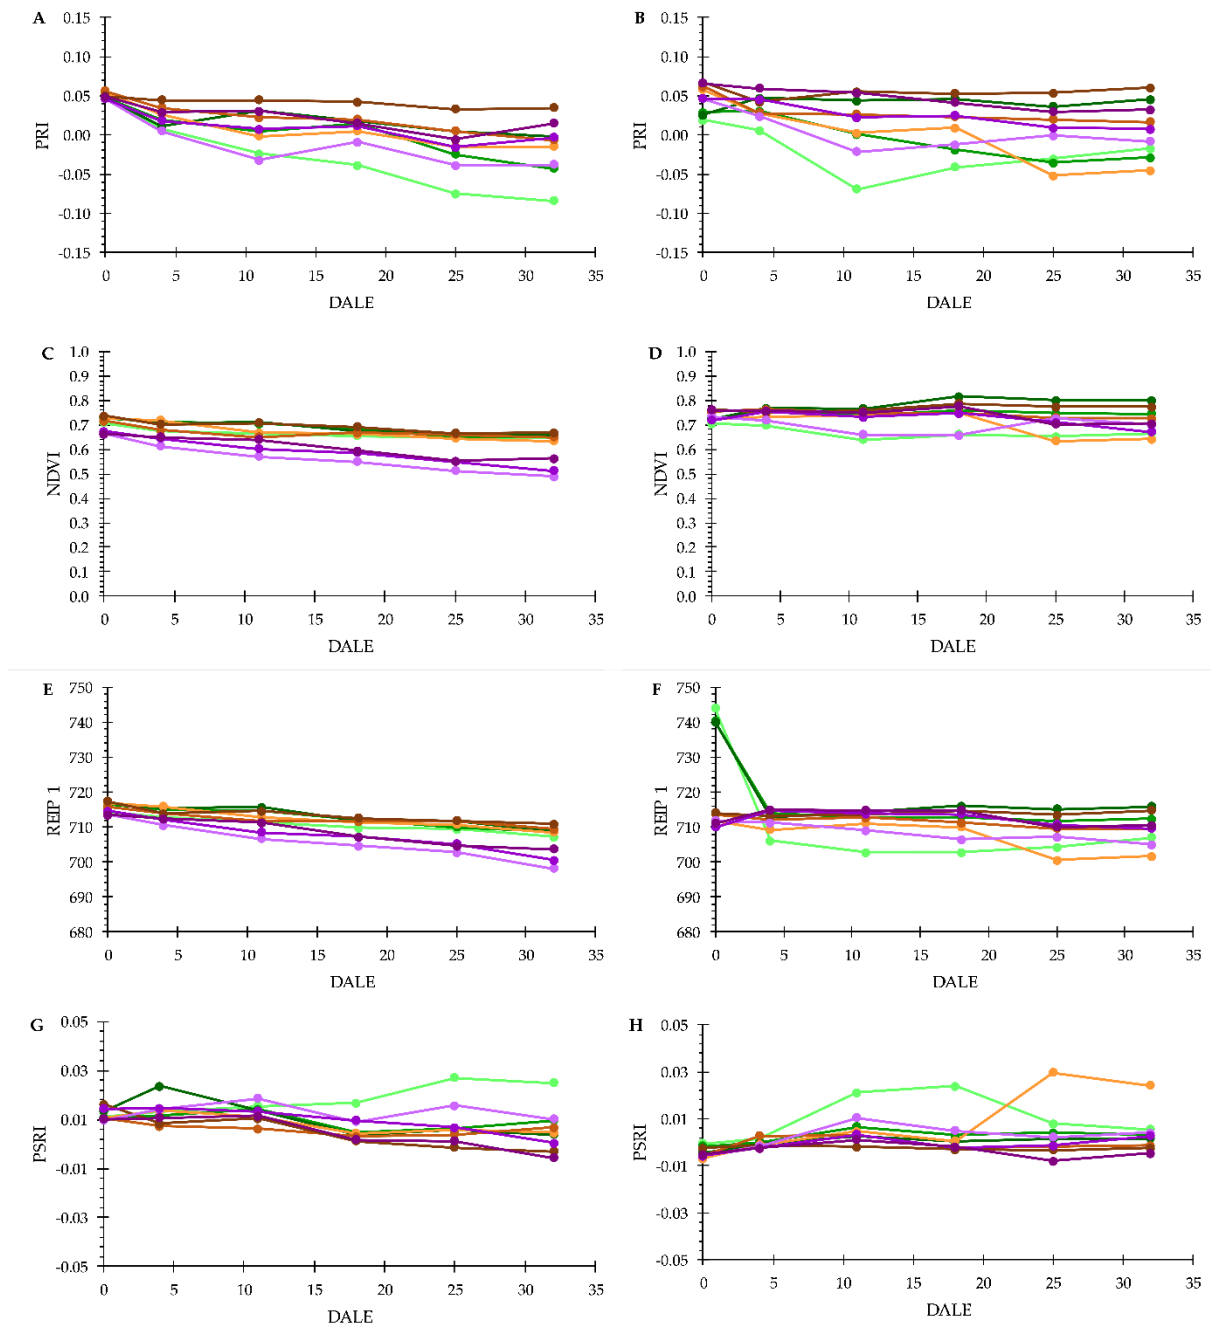 A
B
0.15 0.15
0.10 0.10
0.05 0.05
PRI 0.00 PRI 0.00
-0.05 -0.05
-0.10 -0.10
-0.15 -0.15
0 5 10 15 20 25 30 35 0 5 10 15 20 25 30 35
DALE DALE
C 1.0 D 1.0
0.9 0.9
0.8 0.8
0.7 0.7
0.6 0.6
NDVI 0.5 NDVI 0.5
0.4 0.4
0.3 0.3
0.2 0.2
0.1 0.1
0.0 0.0
0 5 10 15 20 25 30 35 0 5 10 15 20 25 30 35
DALE DALE
E 750 F 750
740 740
730 730
720 720
REIP 1 710 REIP 1 710
700 700
690 690
680 680
0 5 10 15 20 25 30 35 0 5 10 15 20 25 30 35
DALE DALE
G 0.05 H 0.05
0.03 0.03
0.01 0.01
PSRI -0.01 PSRI -0.01
-0.03 -0.03
-0.05 -0.05
0 5 10 15 20 25 30 35 0 5 10 15 20 25 30 35
DALE DALE